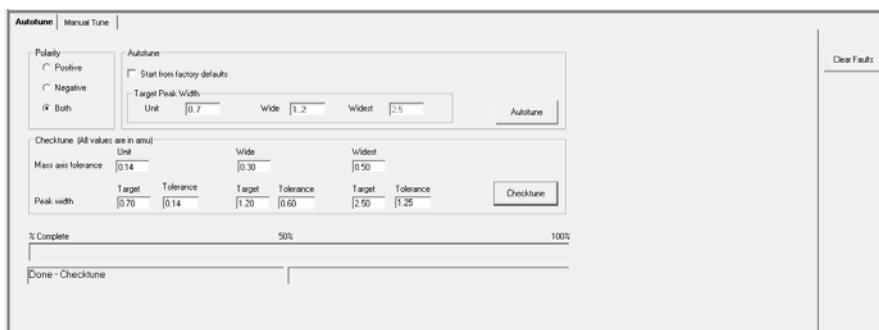 Autotune Manual Tune
Clear Faults
Polarity
Positive
Negative
Both
Autotune
Start from factory defaults
Target Peak Width
Unit 0.7 Wide 1.2 Widest 2.5
Autotune
Checktune (All values are in amu)
Unit Wide Widest
Mass axis tolerance 0.14 0.30 0.50
Target Tolerance Target Tolerance Target Tolerance
Peak width 0.70 0.14 1.20 0.60 2.50 1.25
Checktune
% Complete 50% 100%
Done - Checktune